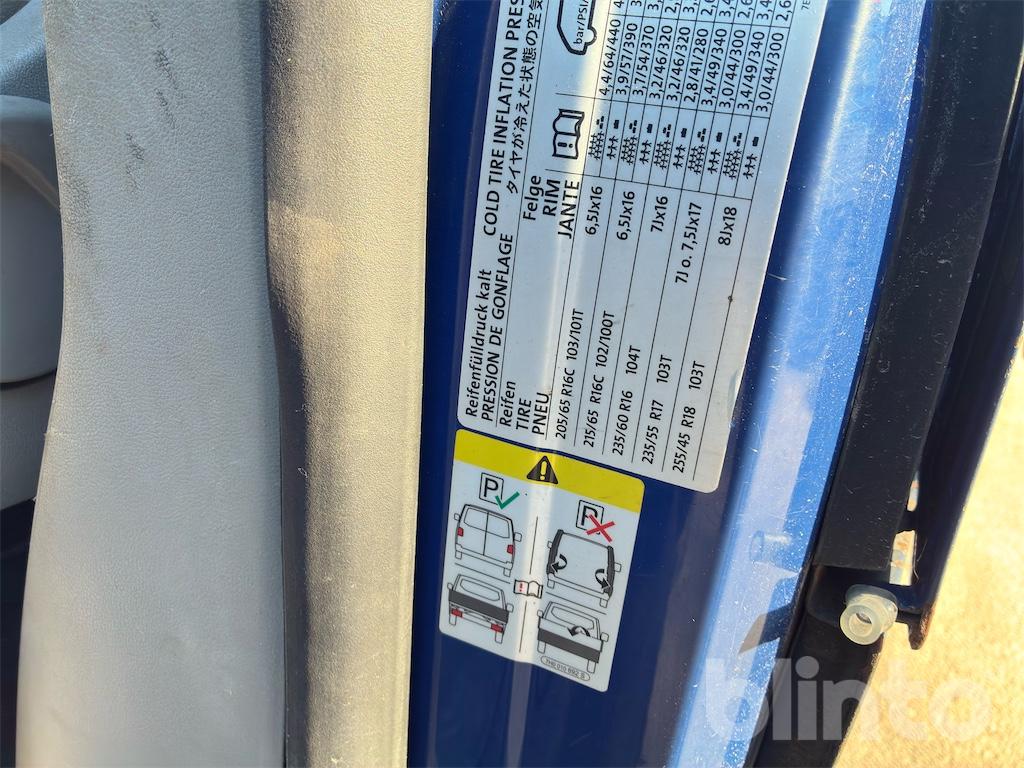 Reifenfülldruck kalt COLD TIRE INFLATION PRES
PRESSION DE GONFLAGE タイヤが冷えた状態の空気
Reifen Felge
TIRE RIM
PNEU JANTE bar/PSI/
205/65 R16C 103/101T 6,5Jx16 4,4/64/440
3,9/57/390
215/65 R16C 102/100T 6,5Jx16 3,7/54/370
3,2/46/320
235/60 R16 104T 7Jx16 3,2/46/320
2,8/41/280
235/55 R17 103T 7J o. 7,5Jx17 3,4/49/340
3,0/44/300
255/45 R18 103T 8Jx18 3,4/49/340
3,0/44/300
P P
7H0 010 692 B
blinto